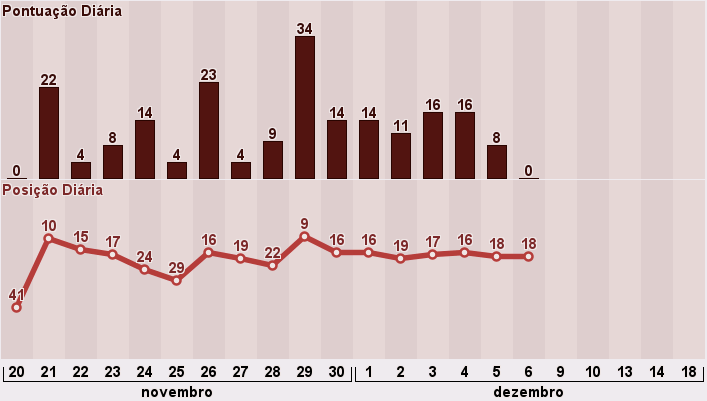 Pontuação Diária
0 22 4 8 14 4 23 4 9 34 14 14 11 16 16 8 0
Posição Diária
41 10 15 17 24 29 16 19 22 9 16 16 19 17 16 18 18
20 21 22 23 24 25 26 27 28 29 30 1 2 3 4 5 6 9 10 13 14 18
novembro dezembro